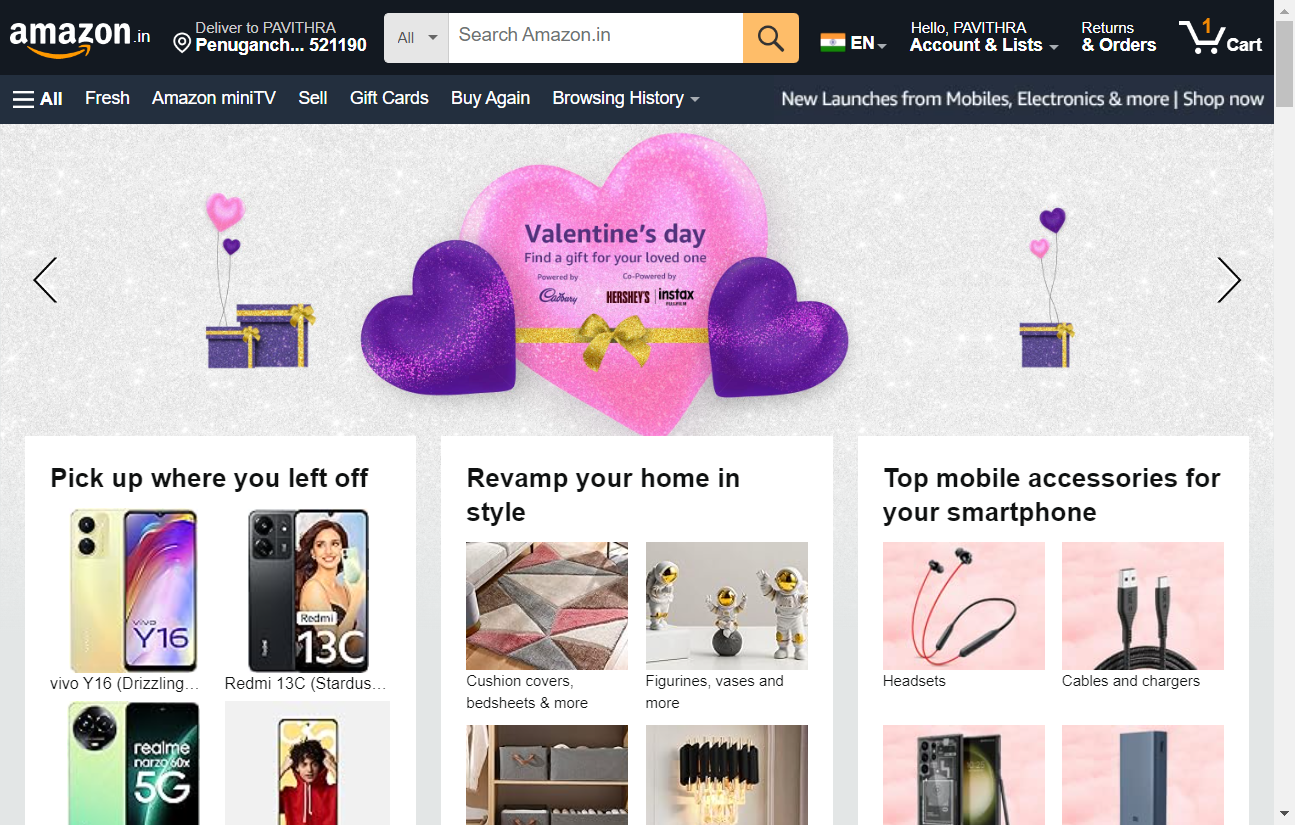 amazon.in
Deliver to PAVITHRA
Penuganch... 521190
All
Search Amazon.in
EN
Hello, PAVITHRA
Account & Lists
Returns
& Orders
1
Cart
All
Fresh
Amazon miniTV
Sell
Gift Cards
Buy Again
Browsing History
New Launches from Mobiles, Electronics & more | Shop now
Valentine's day
Find a gift for your loved one
Powered by
Co-Powered by
Cadbury
HERSHEY'S
instax
FUJIFILM
Pick up where you left off
vivo
Y16
Redmi
13C
vivo Y16 (Drizzling...
Redmi 13C (Stardus...
realme
narzo 60x
5G
Revamp your home in
style
Cushion covers,
bedsheets & more
Figurines, vases and
more
Top mobile accessories for
your smartphone
Headsets
Cables and chargers